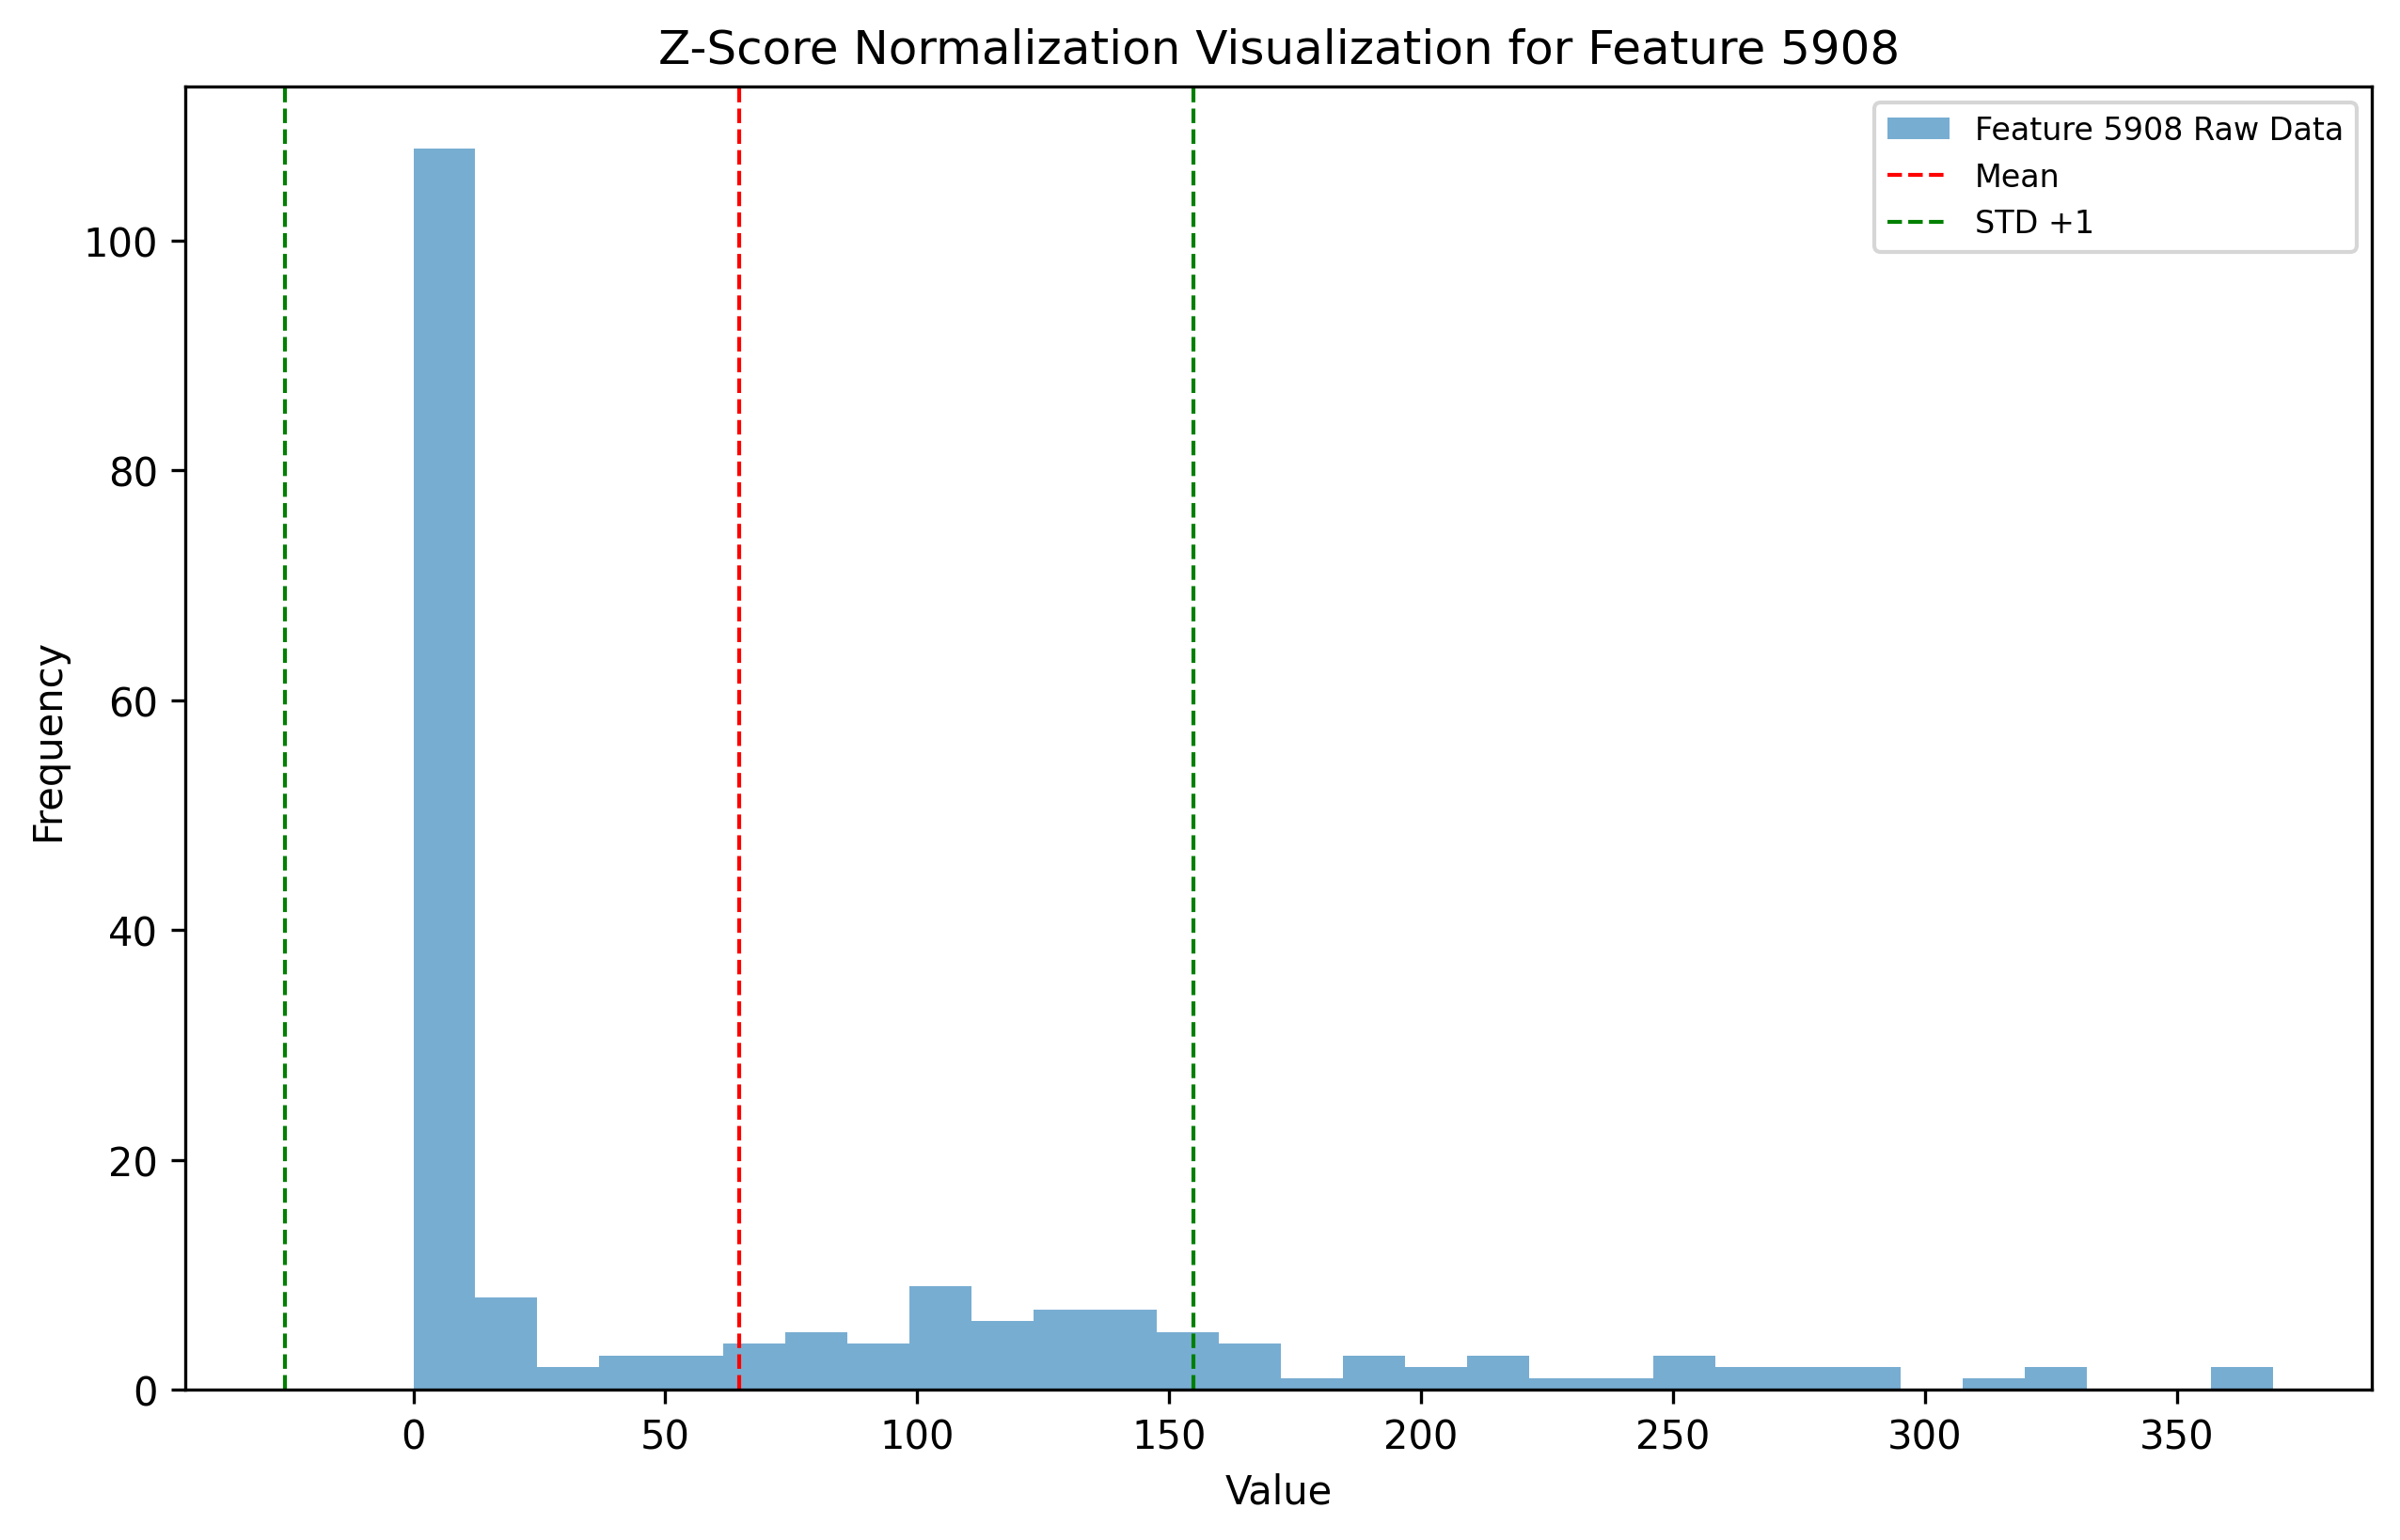 Z-Score Normalization Visualization for Feature 5908
Feature 5908 Raw Data
Mean
STD +1
100
80
60
40
20
0
Frequency
0 50 100 150 200 250 300 350
Value